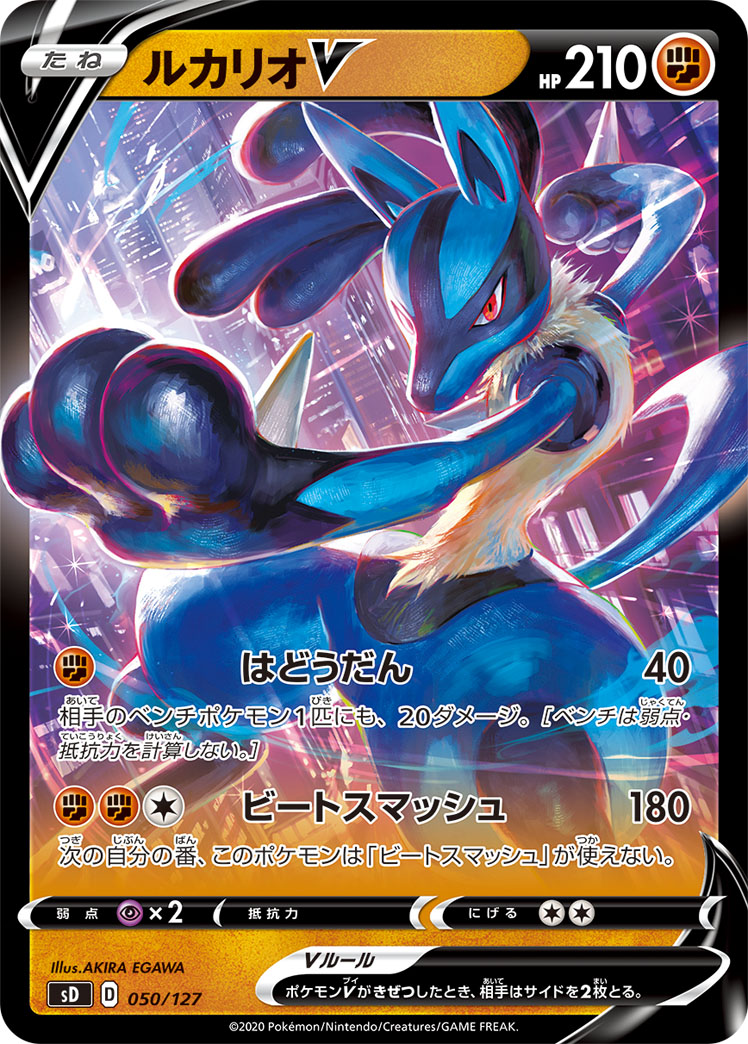 たね ルカリオV HP210
はどうだん 40
相手のベンチポケモン1匹にも、20ダメージ。[ベンチは弱点・
抵抗力を計算しない。]
ビートスマッシュ 180
次の自分の番、このポケモンは「ビートスマッシュ」が使えない。
弱点 ×2 抵抗力 にげる
Illus.AKIRA EGAWA
Vルール
ポケモンVがきぜつしたとき、相手はサイドを2枚とる。
sD D 050/127
©2020 Pokémon/Nintendo/Creatures/GAME FREAK.